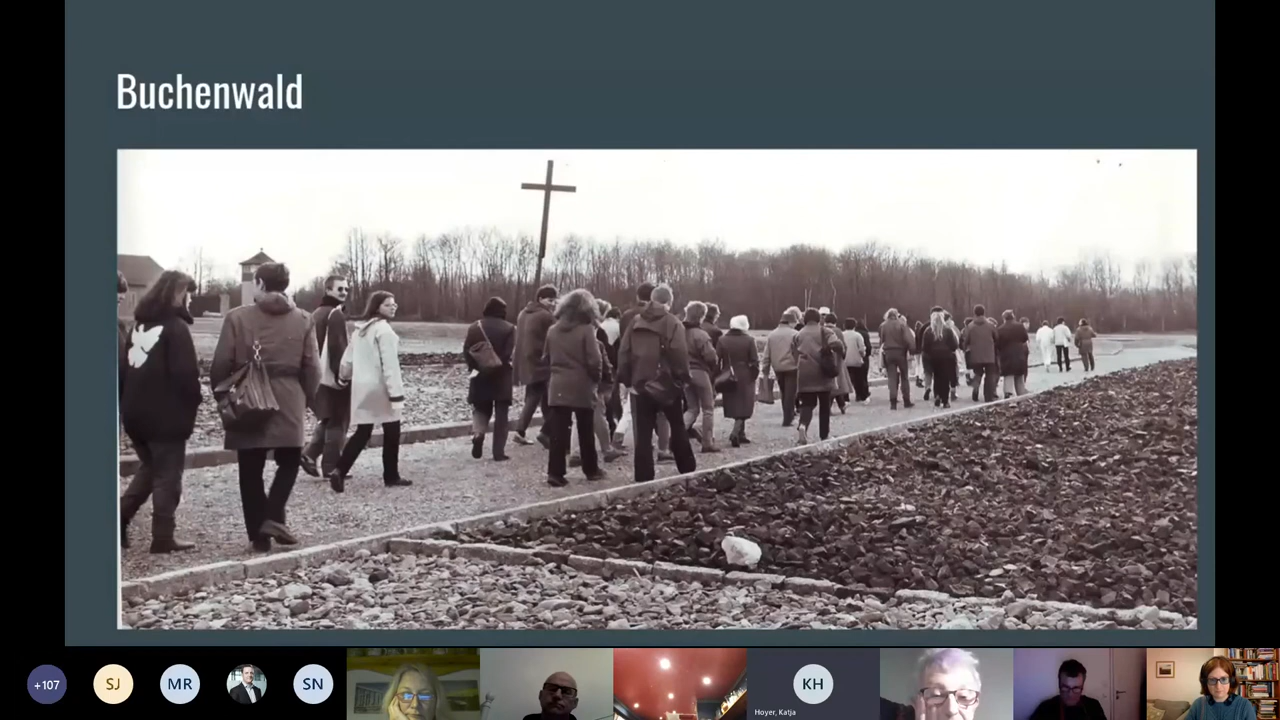 Buchenwald
+107
SJ
MR
SN
KH
Hoyer, Katja